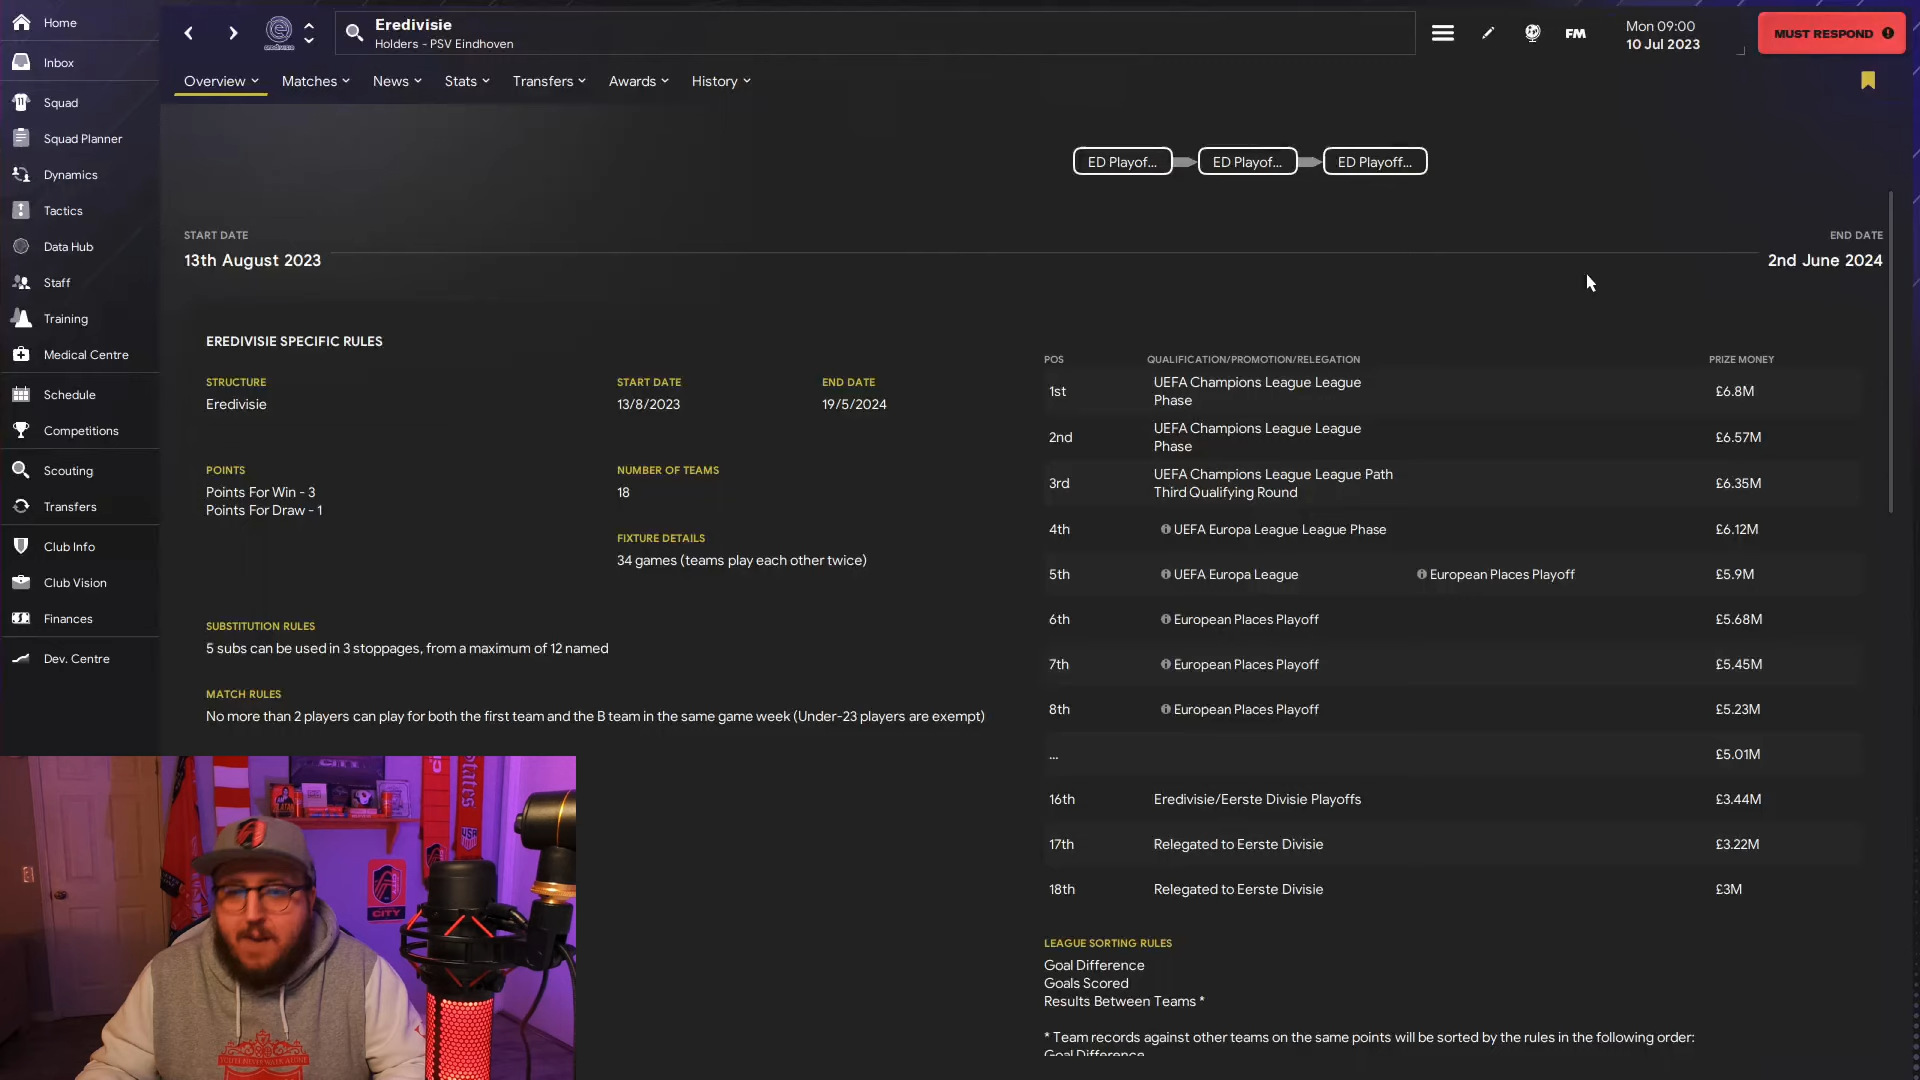 Home
Inbox
Squad
Squad Planner
Dynamics
Tactics
Data Hub
Staff
Training
Medical Centre
Schedule
Competitions
Scouting
Transfers
Club Info
Club Vision
Finances
Dev. Centre
Eredivisie
Holders - PSV Eindhoven
FM
Mon 09:00
10 Jul 2023
MUST RESPOND
Overview
Matches
News
Stats
Transfers
Awards
History
ED Playof...
ED Playof...
ED Playoff...
START DATE
13th August 2023
END DATE
2nd June 2024
EREDIVISIE SPECIFIC RULES
STRUCTURE
Eredivisie
START DATE
13/8/2023
END DATE
19/5/2024
POINTS
Points For Win - 3
Points For Draw - 1
NUMBER OF TEAMS
18
FIXTURE DETAILS
34 games (teams play each other twice)
SUBSTITUTION RULES
5 subs can be used in 3 stoppages, from a maximum of 12 named
MATCH RULES
No more than 2 players can play for both the first team and the B team in the same game week (Under-23 players are exempt)
POS QUALIFICATION/PROMOTION/RELEGATION PRIZE MONEY
1st UEFA Champions League League Phase £6.8M
2nd UEFA Champions League League Phase £6.57M
3rd UEFA Champions League League Path Third Qualifying Round £6.35M
4th UEFA Europa League League Phase £6.12M
5th UEFA Europa League European Places Playoff £5.9M
6th European Places Playoff £5.68M
7th European Places Playoff £5.45M
8th European Places Playoff £5.23M
... £5.01M
16th Eredivisie/Eerste Divisie Playoffs £3.44M
17th Relegated to Eerste Divisie £3.22M
18th Relegated to Eerste Divisie £3M
LEAGUE SORTING RULES
Goal Difference
Goals Scored
Results Between Teams *
* Team records against other teams on the same points will be sorted by the rules in the following order:
Goal Difference
CITY
CITY
USA